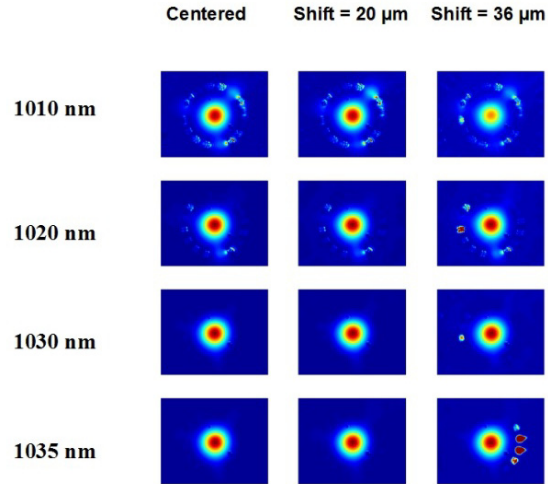 Centered Shift = 20 µm Shift = 36 µm
1010 nm
1020 nm
1030 nm
1035 nm